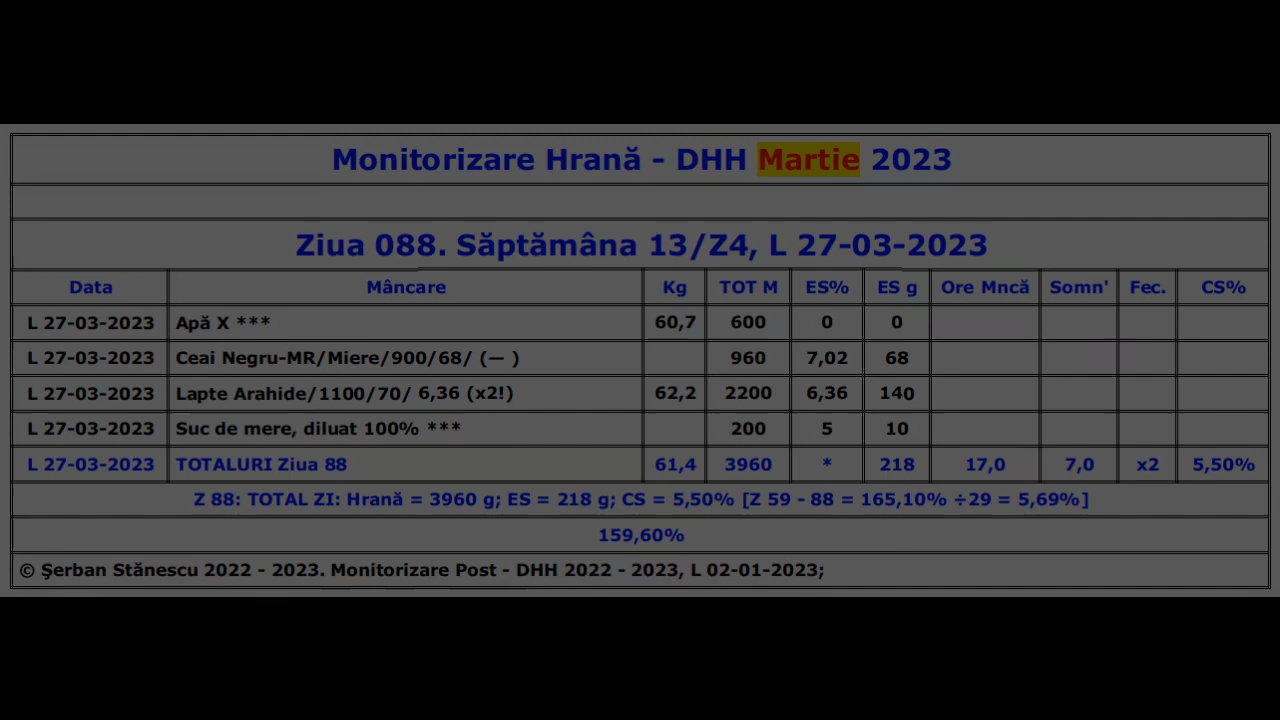 Monitorizare Hrană - DHH Martie 2023
Ziua 088. Săptămâna 13/Z4, L 27-03-2023
Data Mâncare Kg TOT M ES% ES g Ore Mncă Somn' Fec. CS%
L 27-03-2023 Apă X *** 60,7 600 0 0
L 27-03-2023 Ceai Negru-MR/Miere/900/68/ (— ) 960 7,02 68
L 27-03-2023 Lapte Arahide/1100/70/ 6,36 (x2!) 62,2 2200 6,36 140
L 27-03-2023 Suc de mere, diluat 100% *** 200 5 10
L 27-03-2023 TOTALURI Ziua 88 61,4 3960 * 218 17,0 7,0 x2 5,50%
Z 88: TOTAL ZI: Hrană = 3960 g; ES = 218 g; CS = 5,50% [Z 59 - 88 = 165,10% ÷29 = 5,69%]
159,60%
© Şerban Stănescu 2022 - 2023. Monitorizare Post - DHH 2022 - 2023, L 02-01-2023;